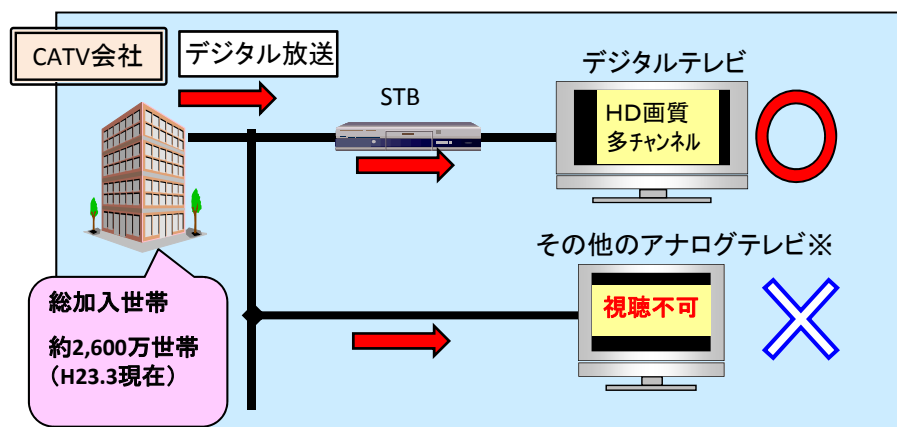 CATV会社
デジタル放送
STB
デジタルテレビ
HD画質
多チャンネル
その他のアナログテレビ※
視聴不可
総加入世帯
約2,600万世帯
（H23.3現在）